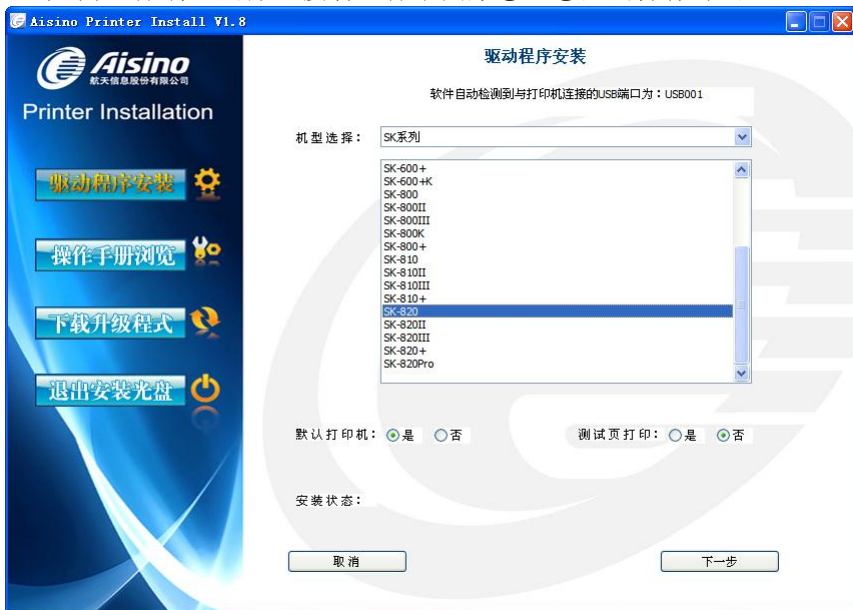 Aisino Printer Install V1.8
Aisino
航天信息股份有限公司
Printer Installation
驱动程序安装
操作手册浏览
下载升级程式
退出安装光盘
驱动程序安装
软件自动检测到与打印机连接的USB端口为：USB001
机型选择： SK系列
SK-600+
SK-600+K
SK-800
SK-800II
SK-800III
SK-800K
SK-800+
SK-810
SK-810II
SK-810III
SK-810+
SK-820
SK-820II
SK-820III
SK-820+
SK-820Pro
默认打印机： 是 否 测试页打印： 是 否
安装状态：
取消 下一步